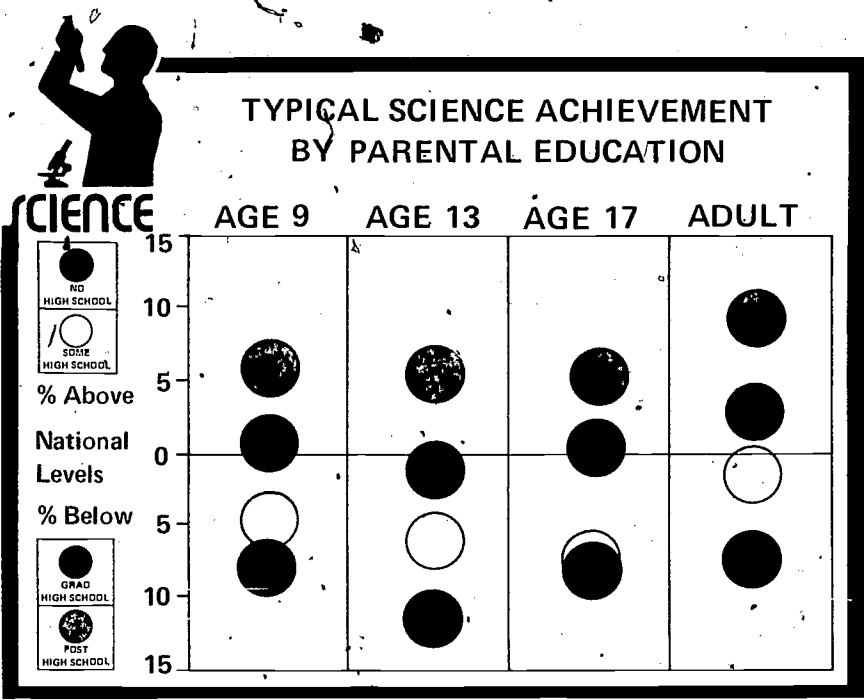 TYPICAL SCIENCE ACHIEVEMENT
BY PARENTAL EDUCATION
SCIENCE
AGE 9 AGE 13 AGE 17 ADULT
15
NO
HIGH SCHOOL
10
SOME
HIGH SCHOOL
5
% Above
National
0
Levels
% Below
5
GRAD
HIGH SCHOOL
10
POST
HIGH SCHOOL
15